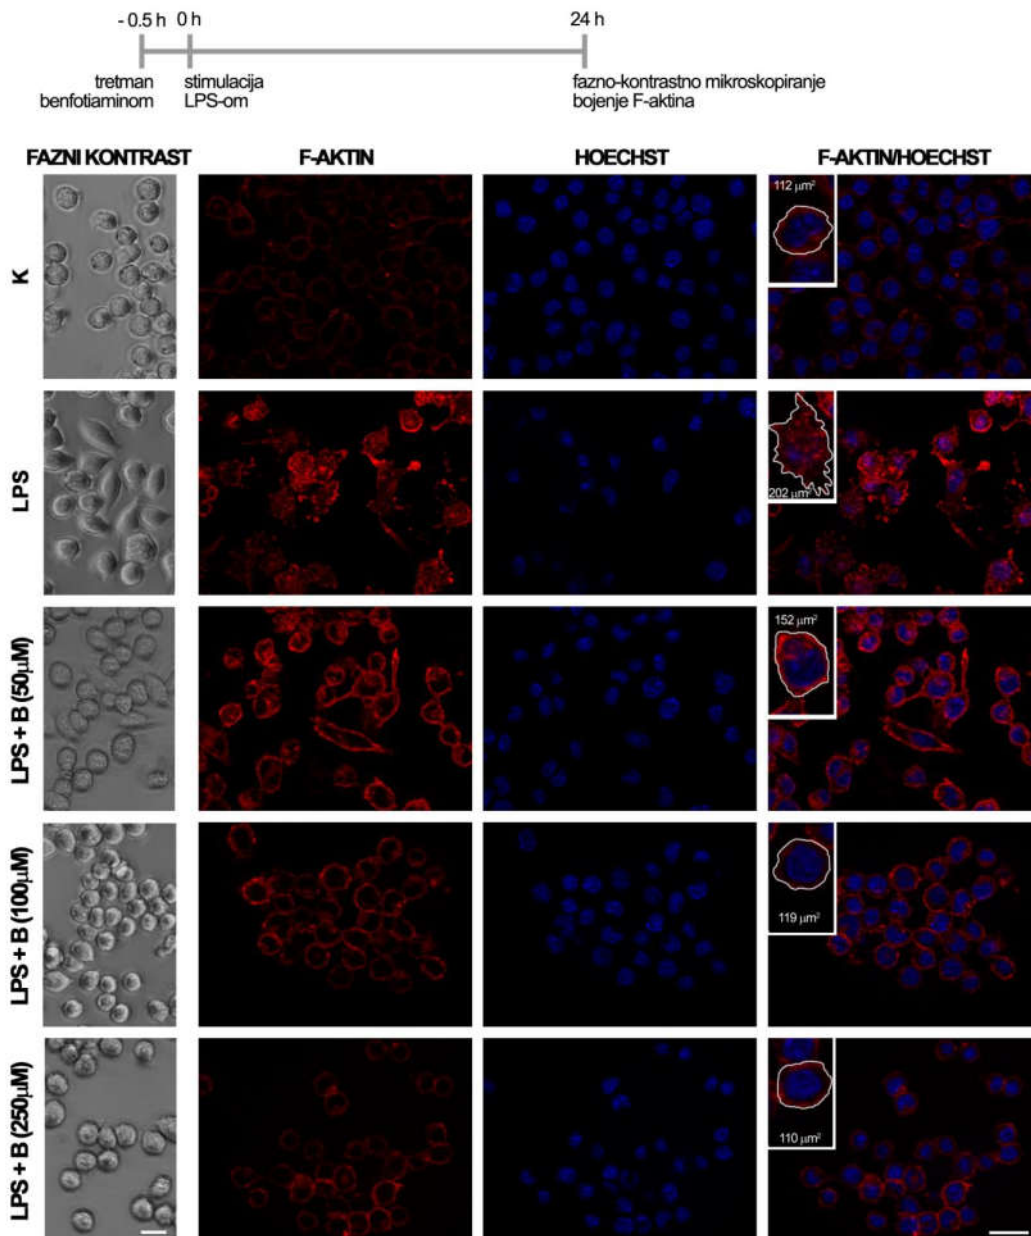 - 0.5 h 0 h 24 h
tretman stimulacija fazno-kontrastno mikroskopiranje
benfotiaminom LPS-om bojenje F-aktina
FAZNI KONTRAST F-AKTIN HOECHST F-AKTIN/HOECHST
K
112 µm²
LPS
202 µm²
LPS + B (50µM)
152 µm²
LPS + B (100µM)
119 µm²
LPS + B (250µM)
110 µm²